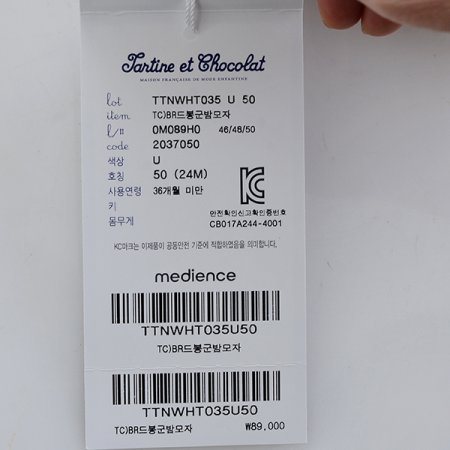 Tartine et Chocolat
MAISON FRANÇAISE DE MODE ENFANTINE
lot TTNWHT035 U 50
item TC)BR드봉군밤모자
l/# 0M089H0 46/48/50
code 2037050
색상 U
호칭 50 (24M)
사용연령 36개월 미만
키
몸무게
KC
안전확인신고확인증번호
CB017A244-4001
KC마크는 이제품이 공통안전 기준에 적합하였음을 의미합니다.
medience
TTNWHT035U50
TC)BR드봉군밤모자
TTNWHT035U50
TC)BR드봉군밤모자 ₩89,000